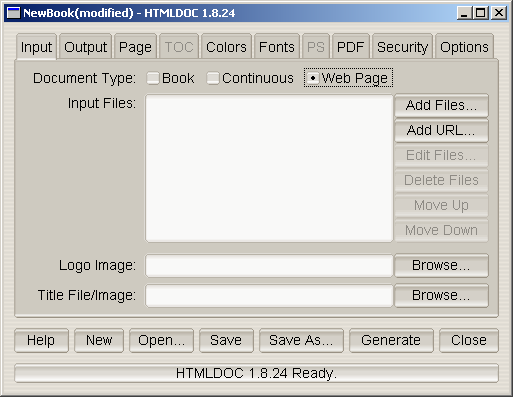 NewBook(modified) - HTMLDOC 1.8.24
Input Output Page TOC Colors Fonts PS PDF Security Options
Document Type: Book Continuous Web Page
Input Files:
Add Files...
Add URL...
Edit Files...
Delete Files
Move Up
Move Down
Logo Image: Browse...
Title File/Image: Browse...
Help New Open... Save Save As... Generate Close
HTMLDOC 1.8.24 Ready.